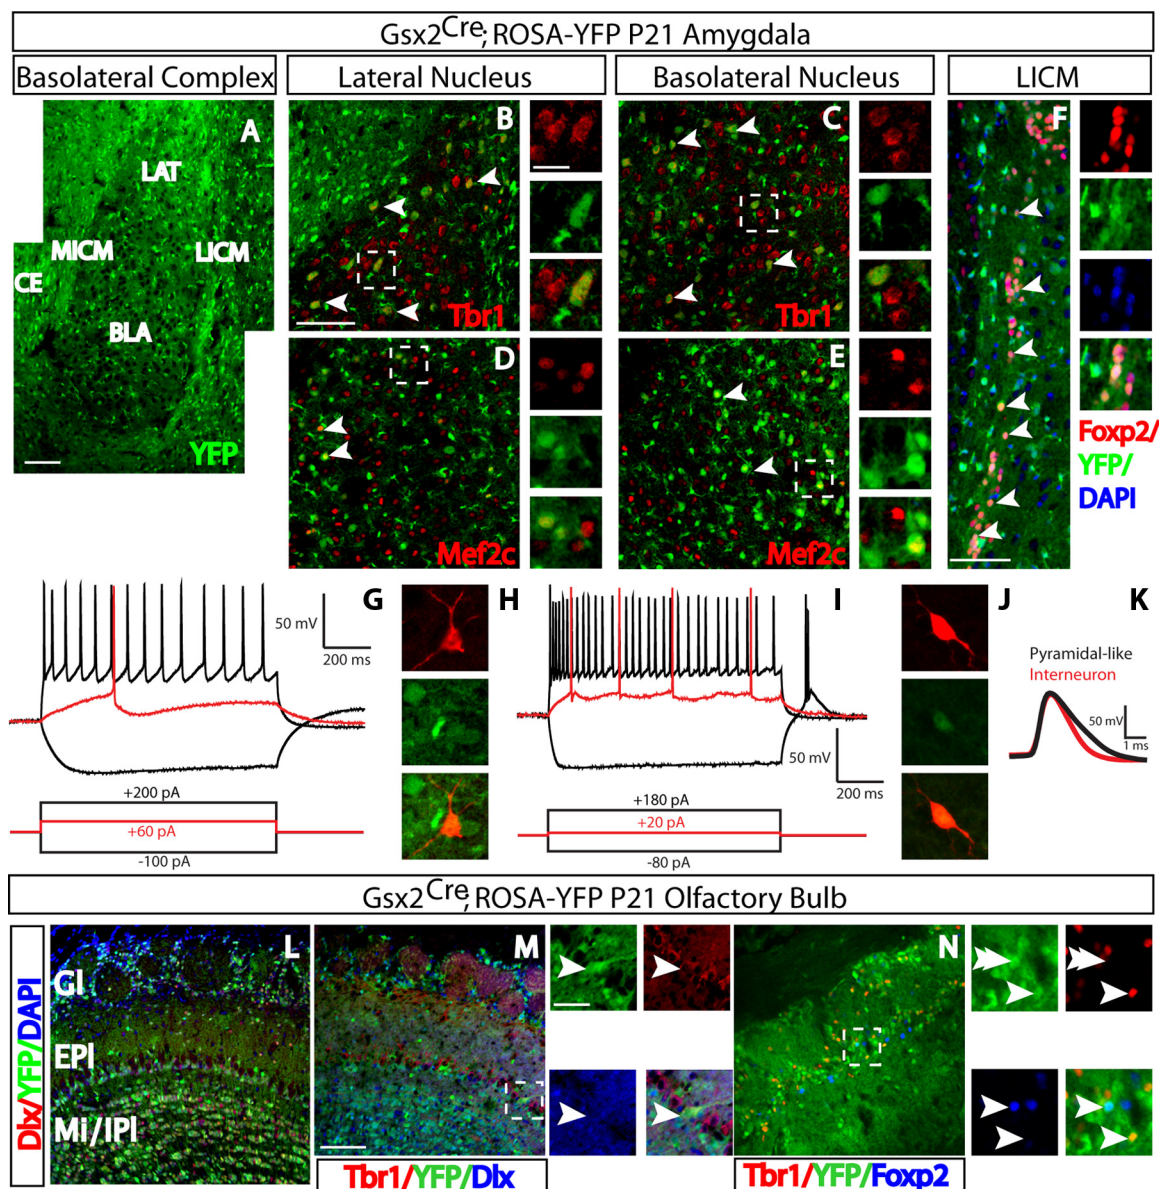 Gsx2Cre; ROSA-YFP P21 Amygdala
Basolateral Complex
Lateral Nucleus
Basolateral Nucleus
LICM
A
LAT
MICM
LICM
CE
BLA
YFP
B
Tbr1
C
Tbr1
D
Mef2c
E
Mef2c
F
Foxp2/
YFP/
DAPI
G
50 mV
200 ms
+200 pA
+60 pA
-100 pA
H
I
50 mV
200 ms
+180 pA
+20 pA
-80 pA
J
K
Pyramidal-like
Interneuron
50 mV
1 ms
Gsx2Cre; ROSA-YFP P21 Olfactory Bulb
Dlx/YFP/DAPI
L
Gl
EPl
Mi/IPl
M
Tbr1/YFP/Dlx
N
Tbr1/YFP/Foxp2